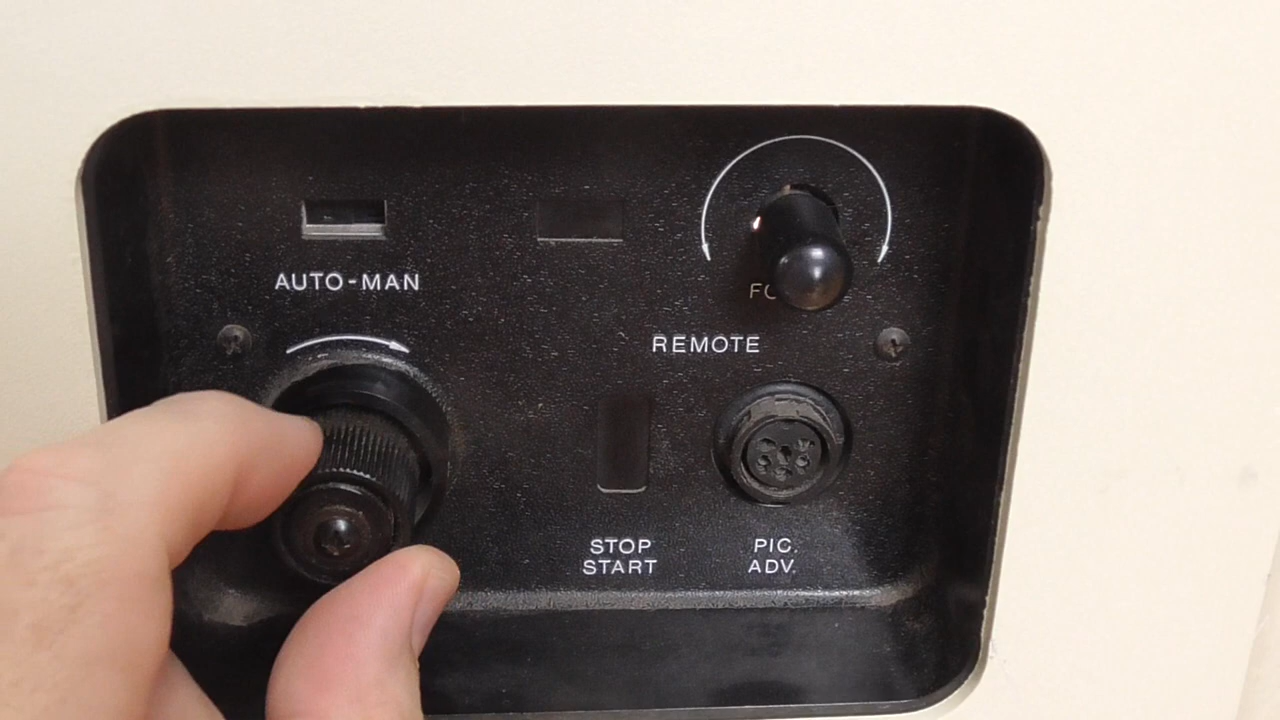 AUTO-MAN
REMOTE
STOP
START
PIC.
ADV.